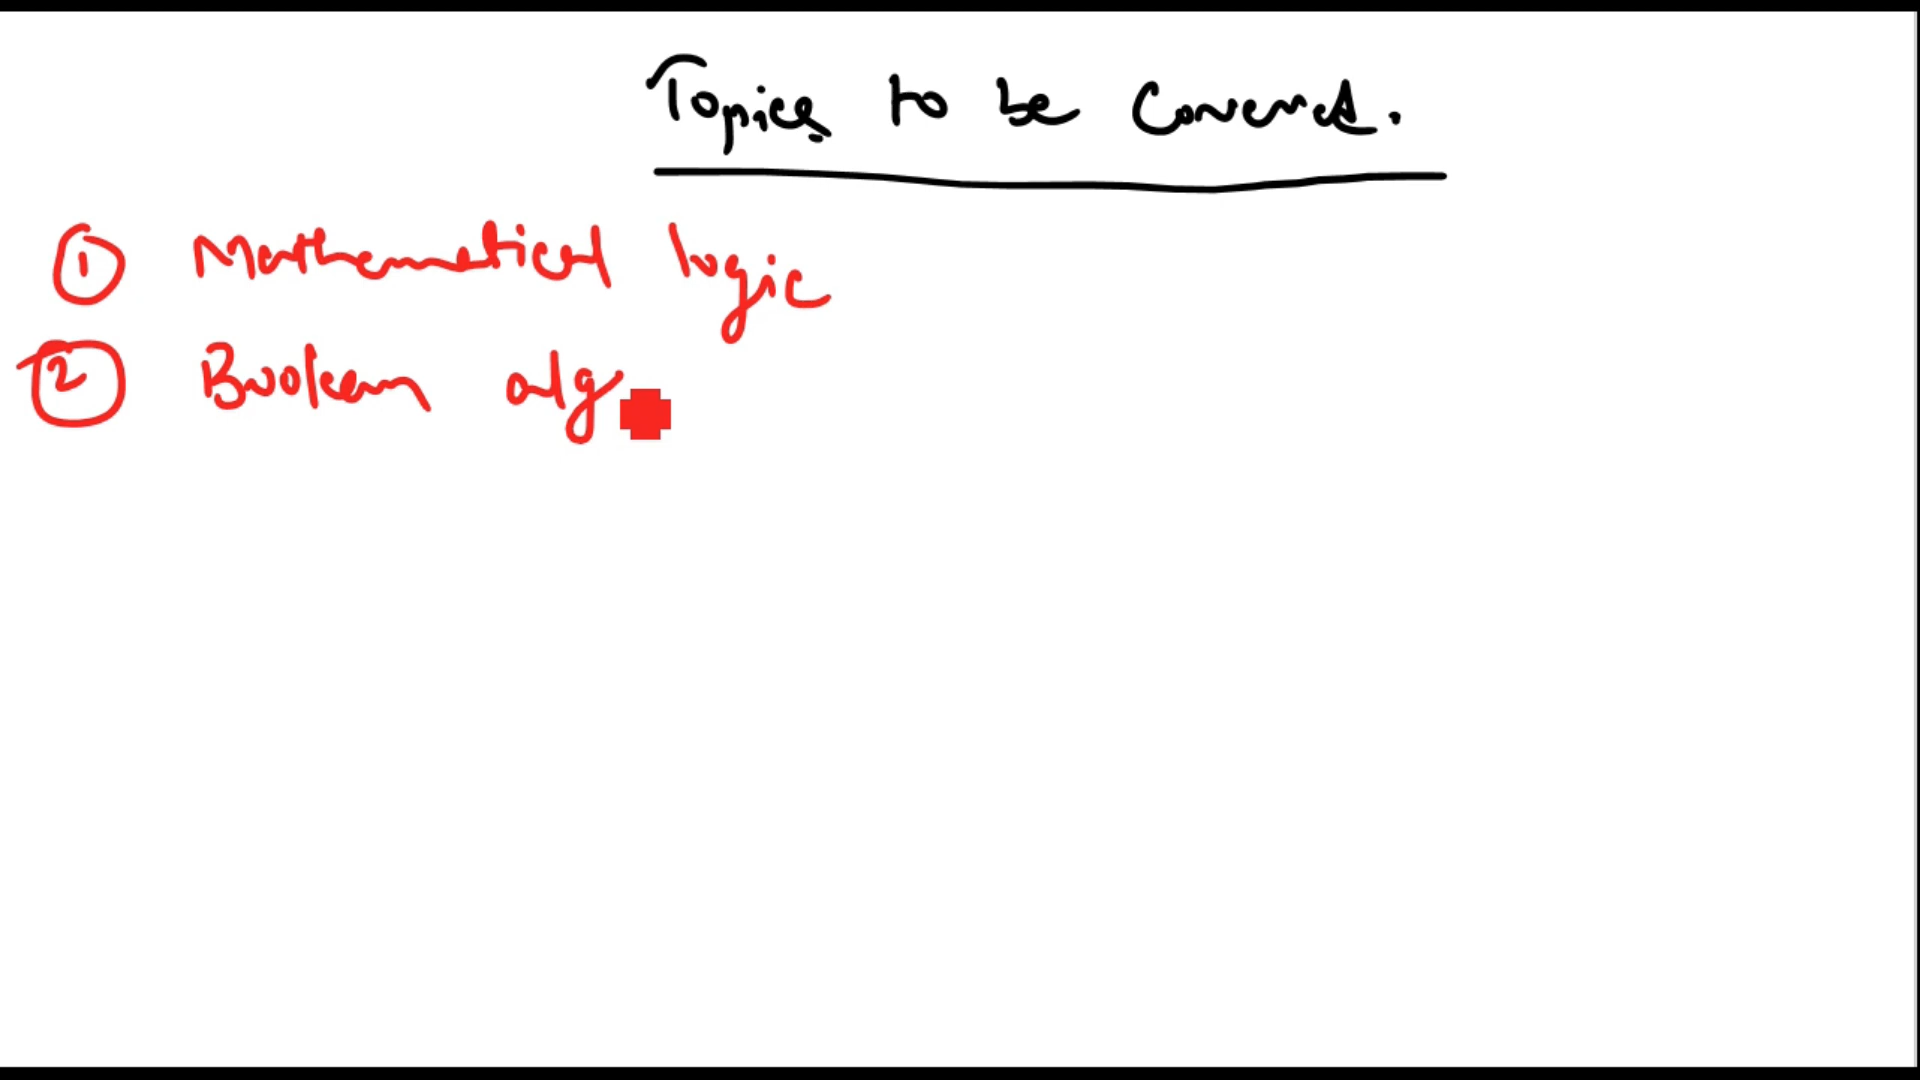 Topics to be Covered.
① Mathematical logic
② Boolean alg